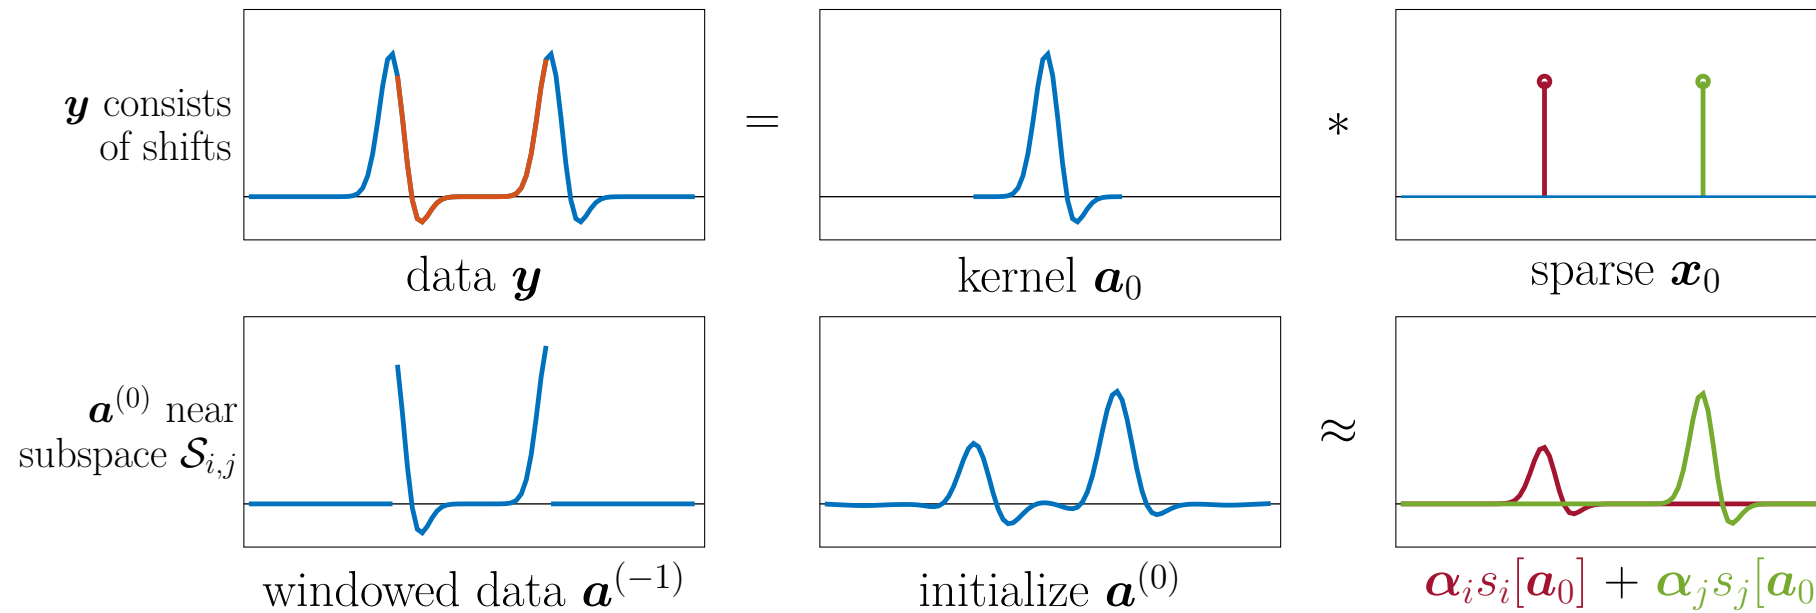 y consists
of shifts
=
*
data y
kernel a₀
sparse x₀
a⁽⁰⁾ near
subspace 𝒮ᵢ,ⱼ
≈
windowed data a⁽⁻¹⁾
initialize a⁽⁰⁾
αᵢsᵢ[a₀] + αⱼsⱼ[a₀